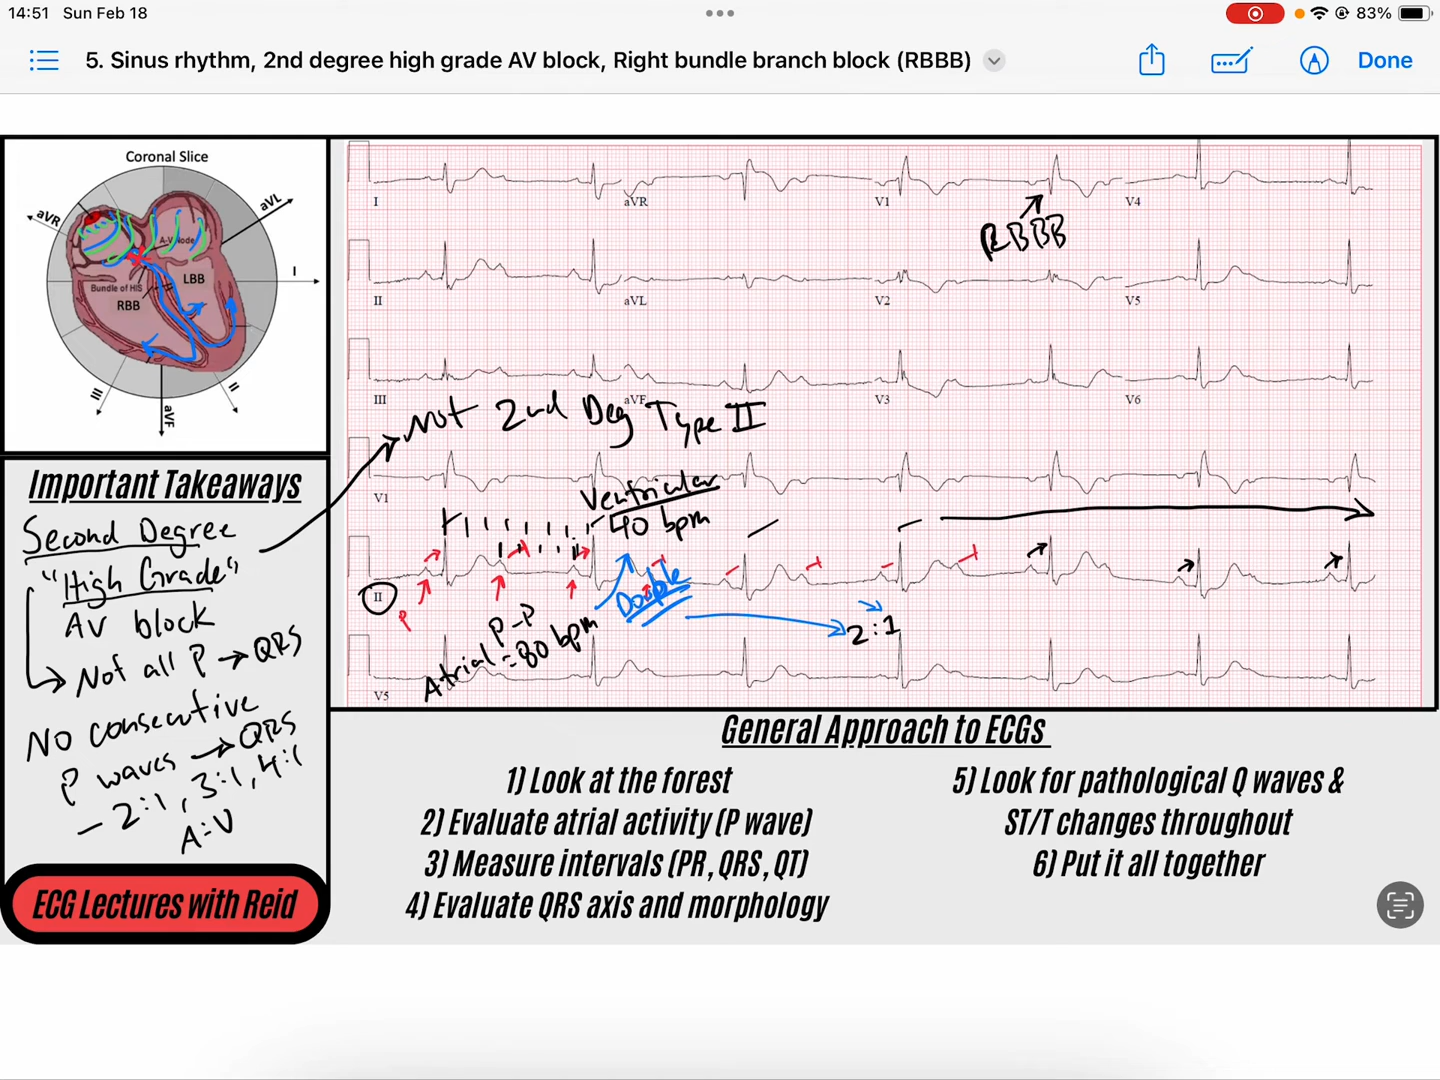 14:51 Sun Feb 18
83%
5. Sinus rhythm, 2nd degree high grade AV block, Right bundle branch block (RBBB)
Done
Coronal Slice
aVR
aVL
A-V Node
I
LBB
Bundle of HIS
RBB
III
aVF
II
Important Takeaways
Second Degree
"High Grade"
AV block
Not all P → QRS
No consecutive
P waves → QRS
- 2:1, 3:1, 4:1
A:V
ECG Lectures with Reid
I
aVR
V1
V4
RBBB
II
aVL
V2
V5
III
aVF
V3
V6
Not 2nd Deg Type II
V1
Ventricular
40 bpm
II
P
Double
P-P
Atrial = 80 bpm
2:1
V5
General Approach to ECGs
1) Look at the forest
2) Evaluate atrial activity (P wave)
3) Measure intervals (PR, QRS, QT)
4) Evaluate QRS axis and morphology
5) Look for pathological Q waves &
ST/T changes throughout
6) Put it all together